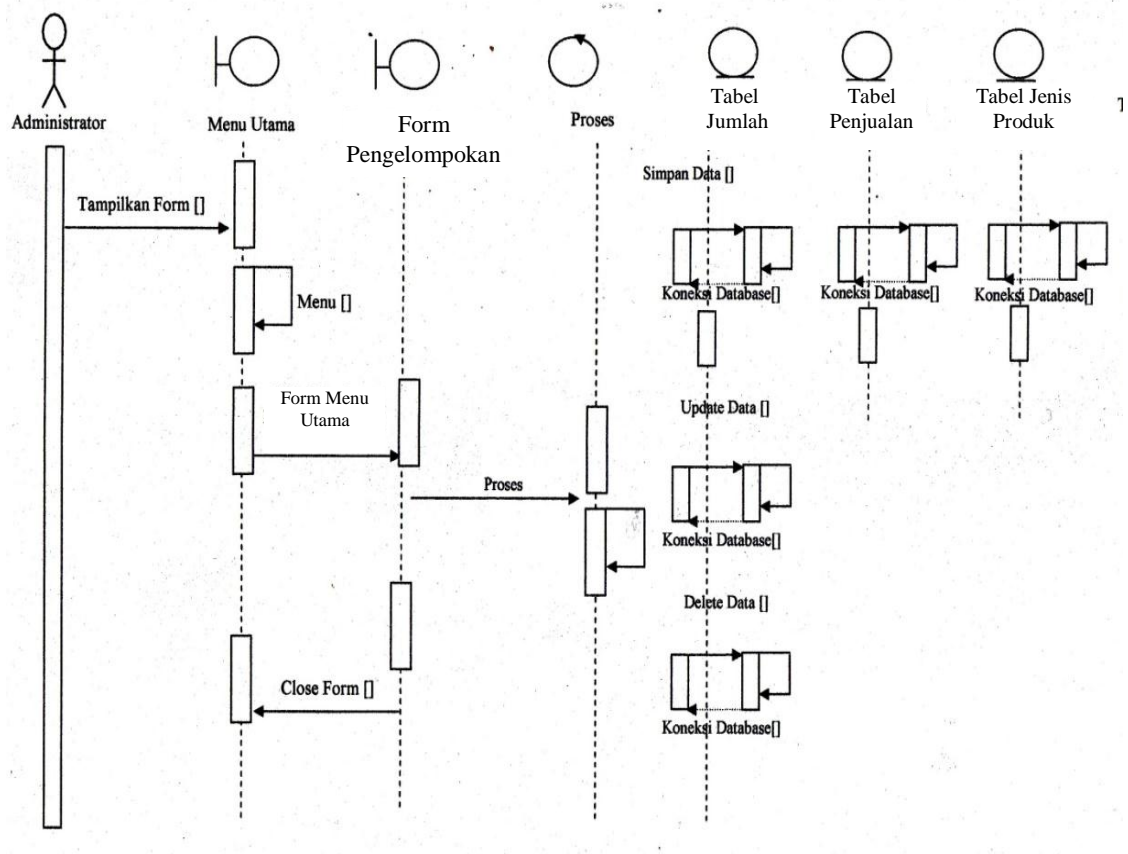 Administrator
Menu Utama
Form
Pengelompokan
Proses
Tabel
Jumlah
Tabel
Penjualan
Tabel Jenis
Produk
T
Simpan Data []
Tampilkan Form []
Koneksi Database[]
Koneksi Database[]
Koneksi Database[]
Menu []
Form Menu
Utama
Update Data []
Proses
Koneksi Database[]
Delete Data []
Close Form []
Koneksi Database[]